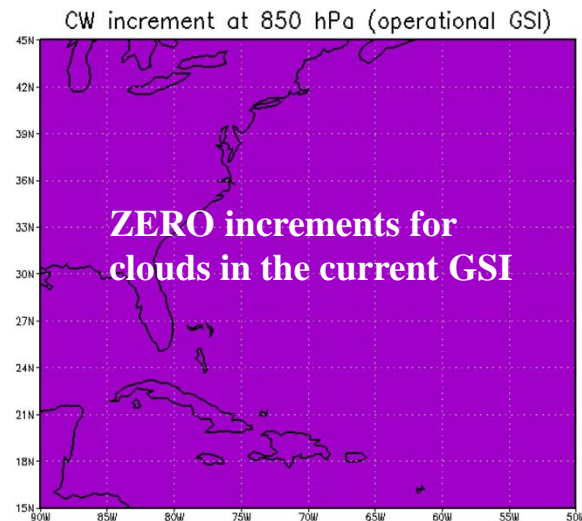 CW increment at 850 hPa (operational GSI)
45N
42N
39N
36N
33N
ZERO increments for
clouds in the current GSI
30N
27N
24N
21N
18N
15N
90W 85W 80W 75W 70W 65W 60W 55W 50W